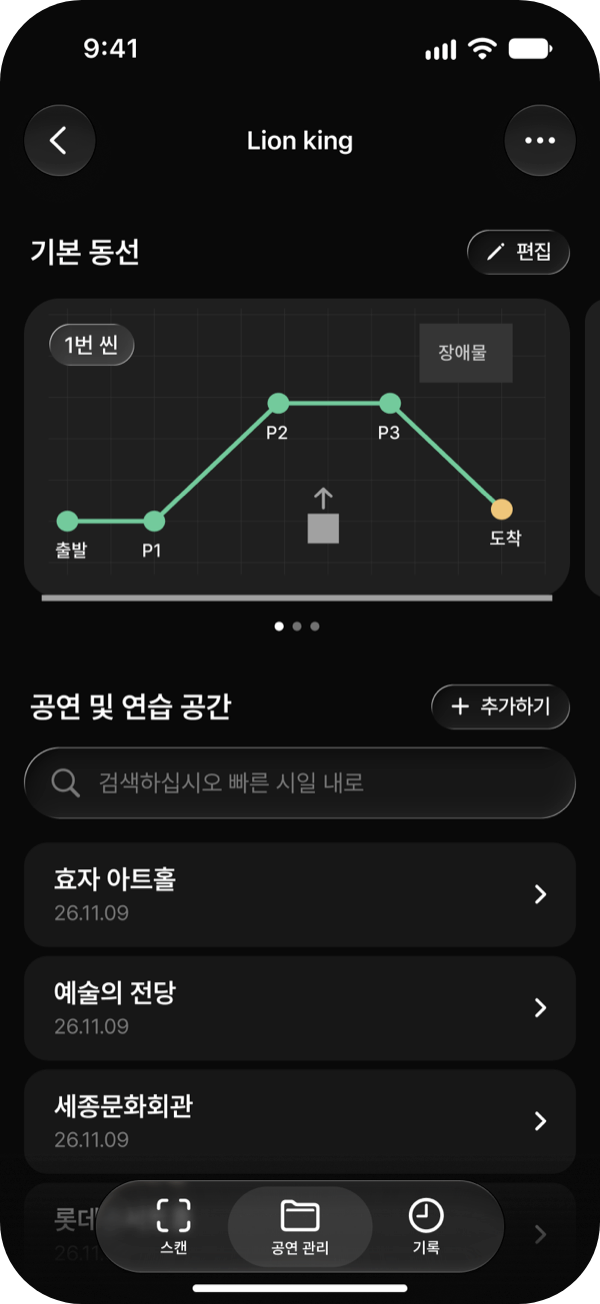 9:41
Lion king
기본 동선
편집
1번 씬
장애물
P2
P3
출발
P1
도착
공연 및 연습 공간
추가하기
검색하십시오 빠른 시일 내로
효자 아트홀
26.11.09
예술의 전당
26.11.09
세종문화회관
26.11.09
롯데
26.11
스캔
공연 관리
기록